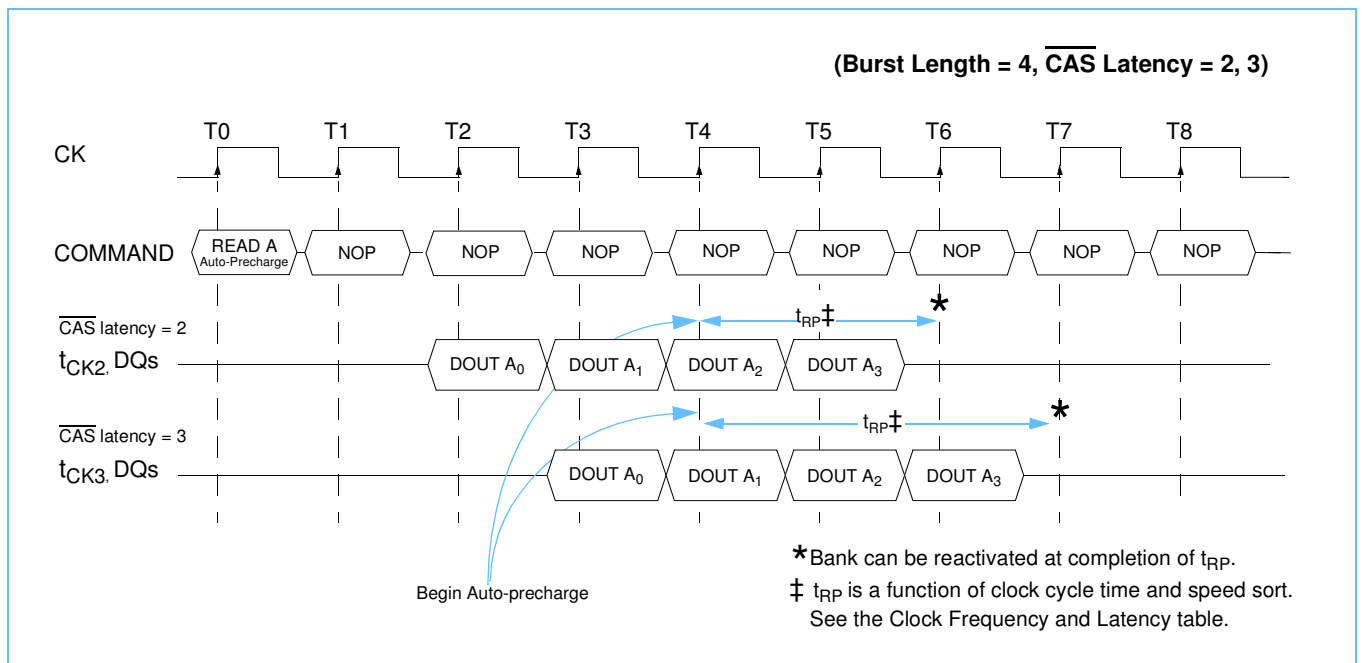 (Burst Length = 4, CAS Latency = 2, 3)
T0 T1 T2 T3 T4 T5 T6 T7 T8
CK
COMMAND
READ A
Auto-Precharge
NOP NOP NOP NOP NOP NOP NOP NOP
CAS latency = 2
tCK2, DQs
tRP‡
*
DOUT A0 DOUT A1 DOUT A2 DOUT A3
CAS latency = 3
tCK3, DQs
tRP‡
*
DOUT A0 DOUT A1 DOUT A2 DOUT A3
Begin Auto-precharge
*Bank can be reactivated at completion of tRP.
‡ tRP is a function of clock cycle time and speed sort.
See the Clock Frequency and Latency table.